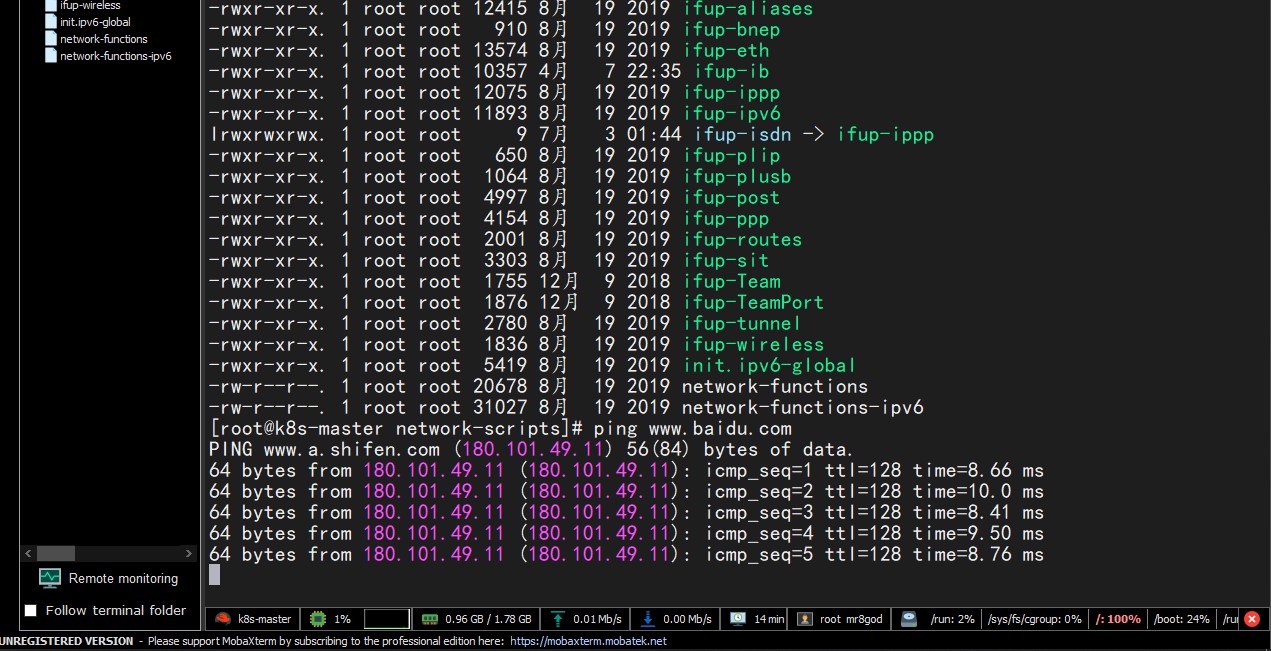 ifup-wireless
init.ipv6-global
network-functions
network-functions-ipv6
-rwxr-xr-x. 1 root root 12415 8月 19 2019 ifup-aliases
-rwxr-xr-x. 1 root root 910 8月 19 2019 ifup-bnep
-rwxr-xr-x. 1 root root 13574 8月 19 2019 ifup-eth
-rwxr-xr-x. 1 root root 10357 4月 7 22:35 ifup-ib
-rwxr-xr-x. 1 root root 12075 8月 19 2019 ifup-ippp
-rwxr-xr-x. 1 root root 11893 8月 19 2019 ifup-ipv6
lrwxrwxrwx. 1 root root 9 7月 3 01:44 ifup-isdn -> ifup-ippp
-rwxr-xr-x. 1 root root 650 8月 19 2019 ifup-plip
-rwxr-xr-x. 1 root root 1064 8月 19 2019 ifup-plusb
-rwxr-xr-x. 1 root root 4997 8月 19 2019 ifup-post
-rwxr-xr-x. 1 root root 4154 8月 19 2019 ifup-ppp
-rwxr-xr-x. 1 root root 2001 8月 19 2019 ifup-routes
-rwxr-xr-x. 1 root root 3303 8月 19 2019 ifup-sit
-rwxr-xr-x. 1 root root 1755 12月 9 2018 ifup-Team
-rwxr-xr-x. 1 root root 1876 12月 9 2018 ifup-TeamPort
-rwxr-xr-x. 1 root root 2780 8月 19 2019 ifup-tunnel
-rwxr-xr-x. 1 root root 1836 8月 19 2019 ifup-wireless
-rwxr-xr-x. 1 root root 5419 8月 19 2019 init.ipv6-global
-rw-r--r--. 1 root root 20678 8月 19 2019 network-functions
-rw-r--r--. 1 root root 31027 8月 19 2019 network-functions-ipv6
[root@k8s-master network-scripts]# ping www.baidu.com
PING www.a.shifen.com (180.101.49.11) 56(84) bytes of data.
64 bytes from 180.101.49.11 (180.101.49.11): icmp_seq=1 ttl=128 time=8.66 ms
64 bytes from 180.101.49.11 (180.101.49.11): icmp_seq=2 ttl=128 time=10.0 ms
64 bytes from 180.101.49.11 (180.101.49.11): icmp_seq=3 ttl=128 time=8.41 ms
64 bytes from 180.101.49.11 (180.101.49.11): icmp_seq=4 ttl=128 time=9.50 ms
64 bytes from 180.101.49.11 (180.101.49.11): icmp_seq=5 ttl=128 time=8.76 ms
Remote monitoring
Follow terminal folder
k8s-master 1% 0.96 GB / 1.78 GB 0.01 Mb/s 0.00 Mb/s 14 min root mr8god /run: 2% /sys/fs/cgroup: 0% /: 100% /boot: 24%
UNREGISTERED VERSION - Please support MobaXterm by subscribing to the professional edition here: https://mobaxterm.mobatek.net